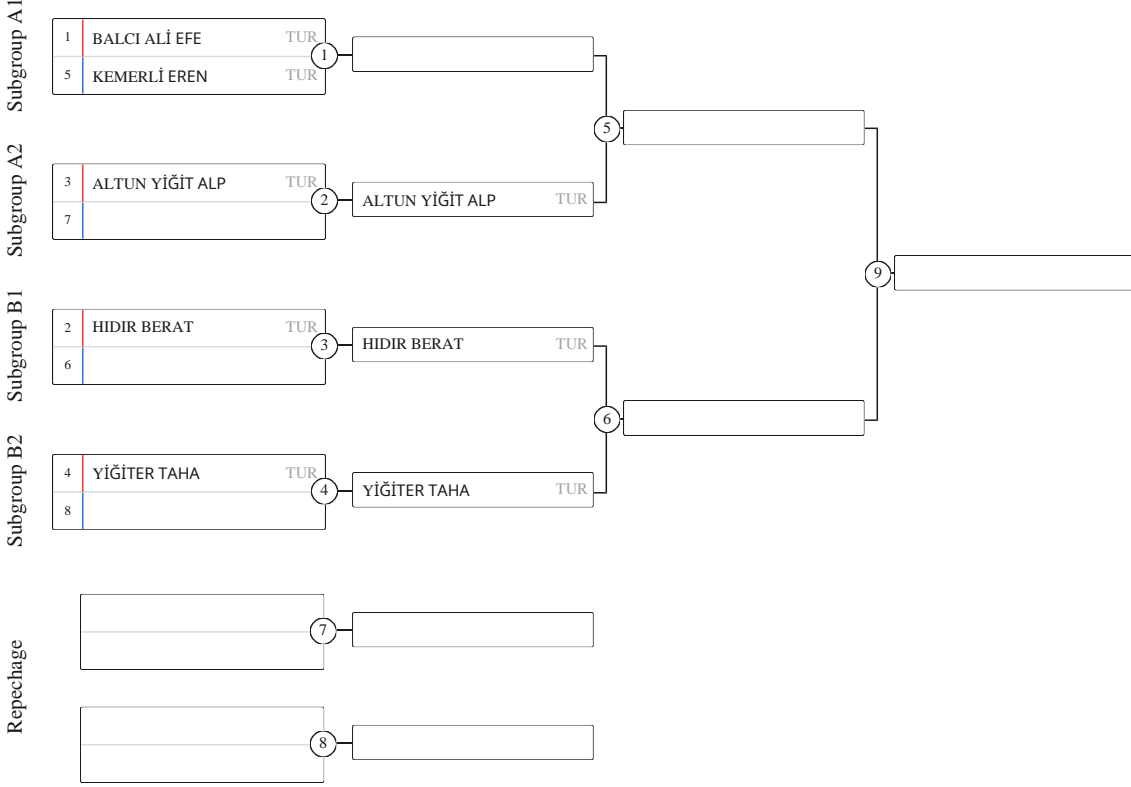 Subgroup A1
1 BALCI ALİ EFE TUR
1
5 KEMERLİ EREN TUR
5
Subgroup A2
3 ALTUN YİĞİT ALP TUR
2 ALTUN YİĞİT ALP TUR
7
9
Subgroup B1
2 HIDIR BERAT TUR
3 HIDIR BERAT TUR
6
6
Subgroup B2
4 YİĞİTER TAHA TUR
4 YİĞİTER TAHA TUR
8
Repechage
7
8